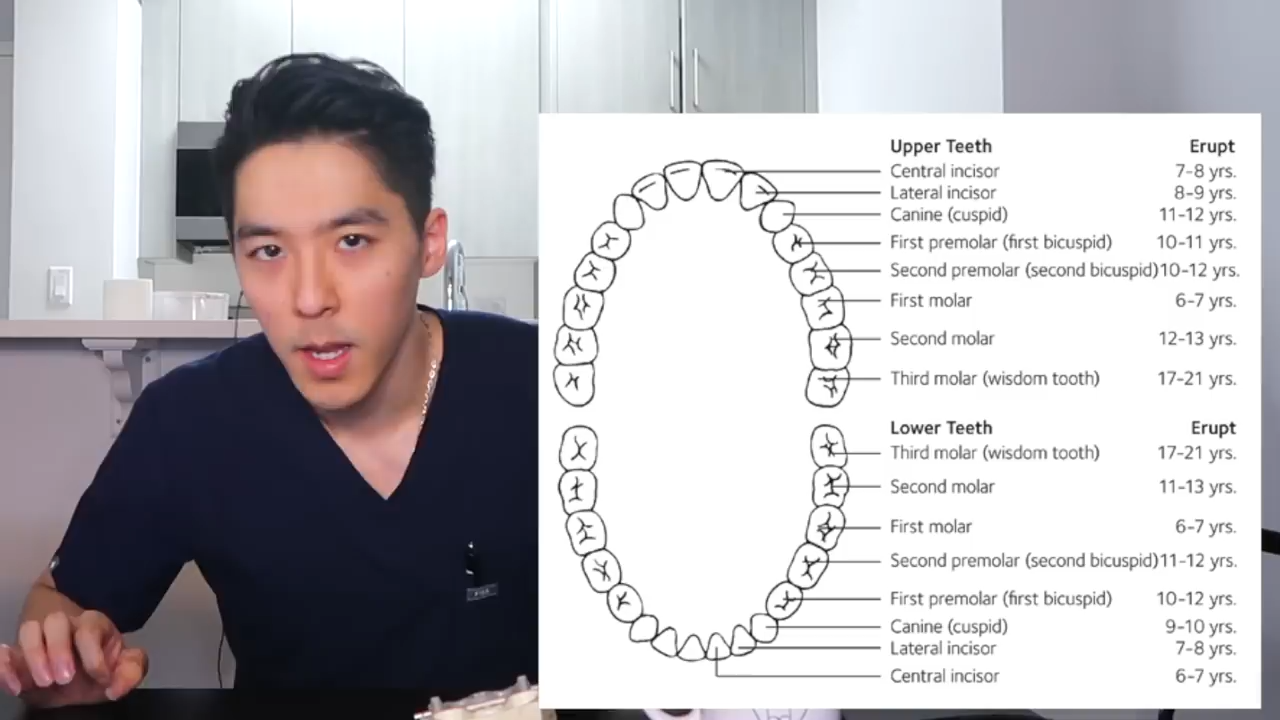 Upper Teeth Erupt
Central incisor 7-8 yrs.
Lateral incisor 8-9 yrs.
Canine (cuspid) 11-12 yrs.
First premolar (first bicuspid) 10-11 yrs.
Second premolar (second bicuspid) 10-12 yrs.
First molar 6-7 yrs.
Second molar 12-13 yrs.
Third molar (wisdom tooth) 17-21 yrs.
Lower Teeth Erupt
Third molar (wisdom tooth) 17-21 yrs.
Second molar 11-13 yrs.
First molar 6-7 yrs.
Second premolar (second bicuspid) 11-12 yrs.
First premolar (first bicuspid) 10-12 yrs.
Canine (cuspid) 9-10 yrs.
Lateral incisor 7-8 yrs.
Central incisor 6-7 yrs.